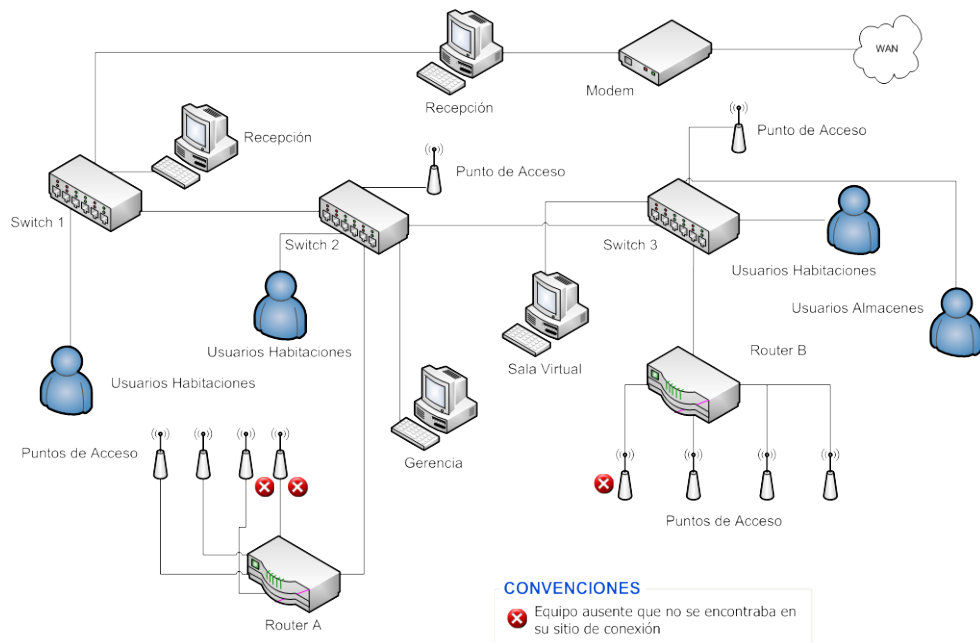 WAN
Recepción
Modem
Punto de Acceso
Recepción
Punto de Acceso
Switch 1
Switch 2
Switch 3
Usuarios Habitaciones
Usuarios Almacenes
Usuarios Habitaciones
Router B
Sala Virtual
Usuarios Habitaciones
Puntos de Acceso
Gerencia
Puntos de Acceso
Router A
CONVENCIONES
Equipo ausente que no se encontraba en
su sitio de conexión